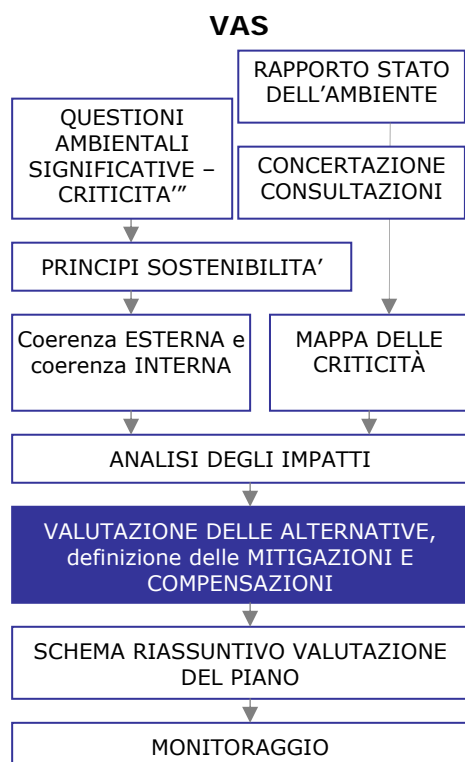 VAS
RAPPORTO STATO
DELL'AMBIENTE
QUESTIONI
AMBIENTALI
SIGNIFICATIVE –
CRITICITA'”
CONCERTAZIONE
CONSULTAZIONI
PRINCIPI SOSTENIBILITA'
Coerenza ESTERNA e
coerenza INTERNA
MAPPA DELLE
CRITICITÀ
ANALISI DEGLI IMPATTI
VALUTAZIONE DELLE ALTERNATIVE,
definizione delle MITIGAZIONI E
COMPENSAZIONI
SCHEMA RIASSUNTIVO VALUTAZIONE
DEL PIANO
MONITORAGGIO